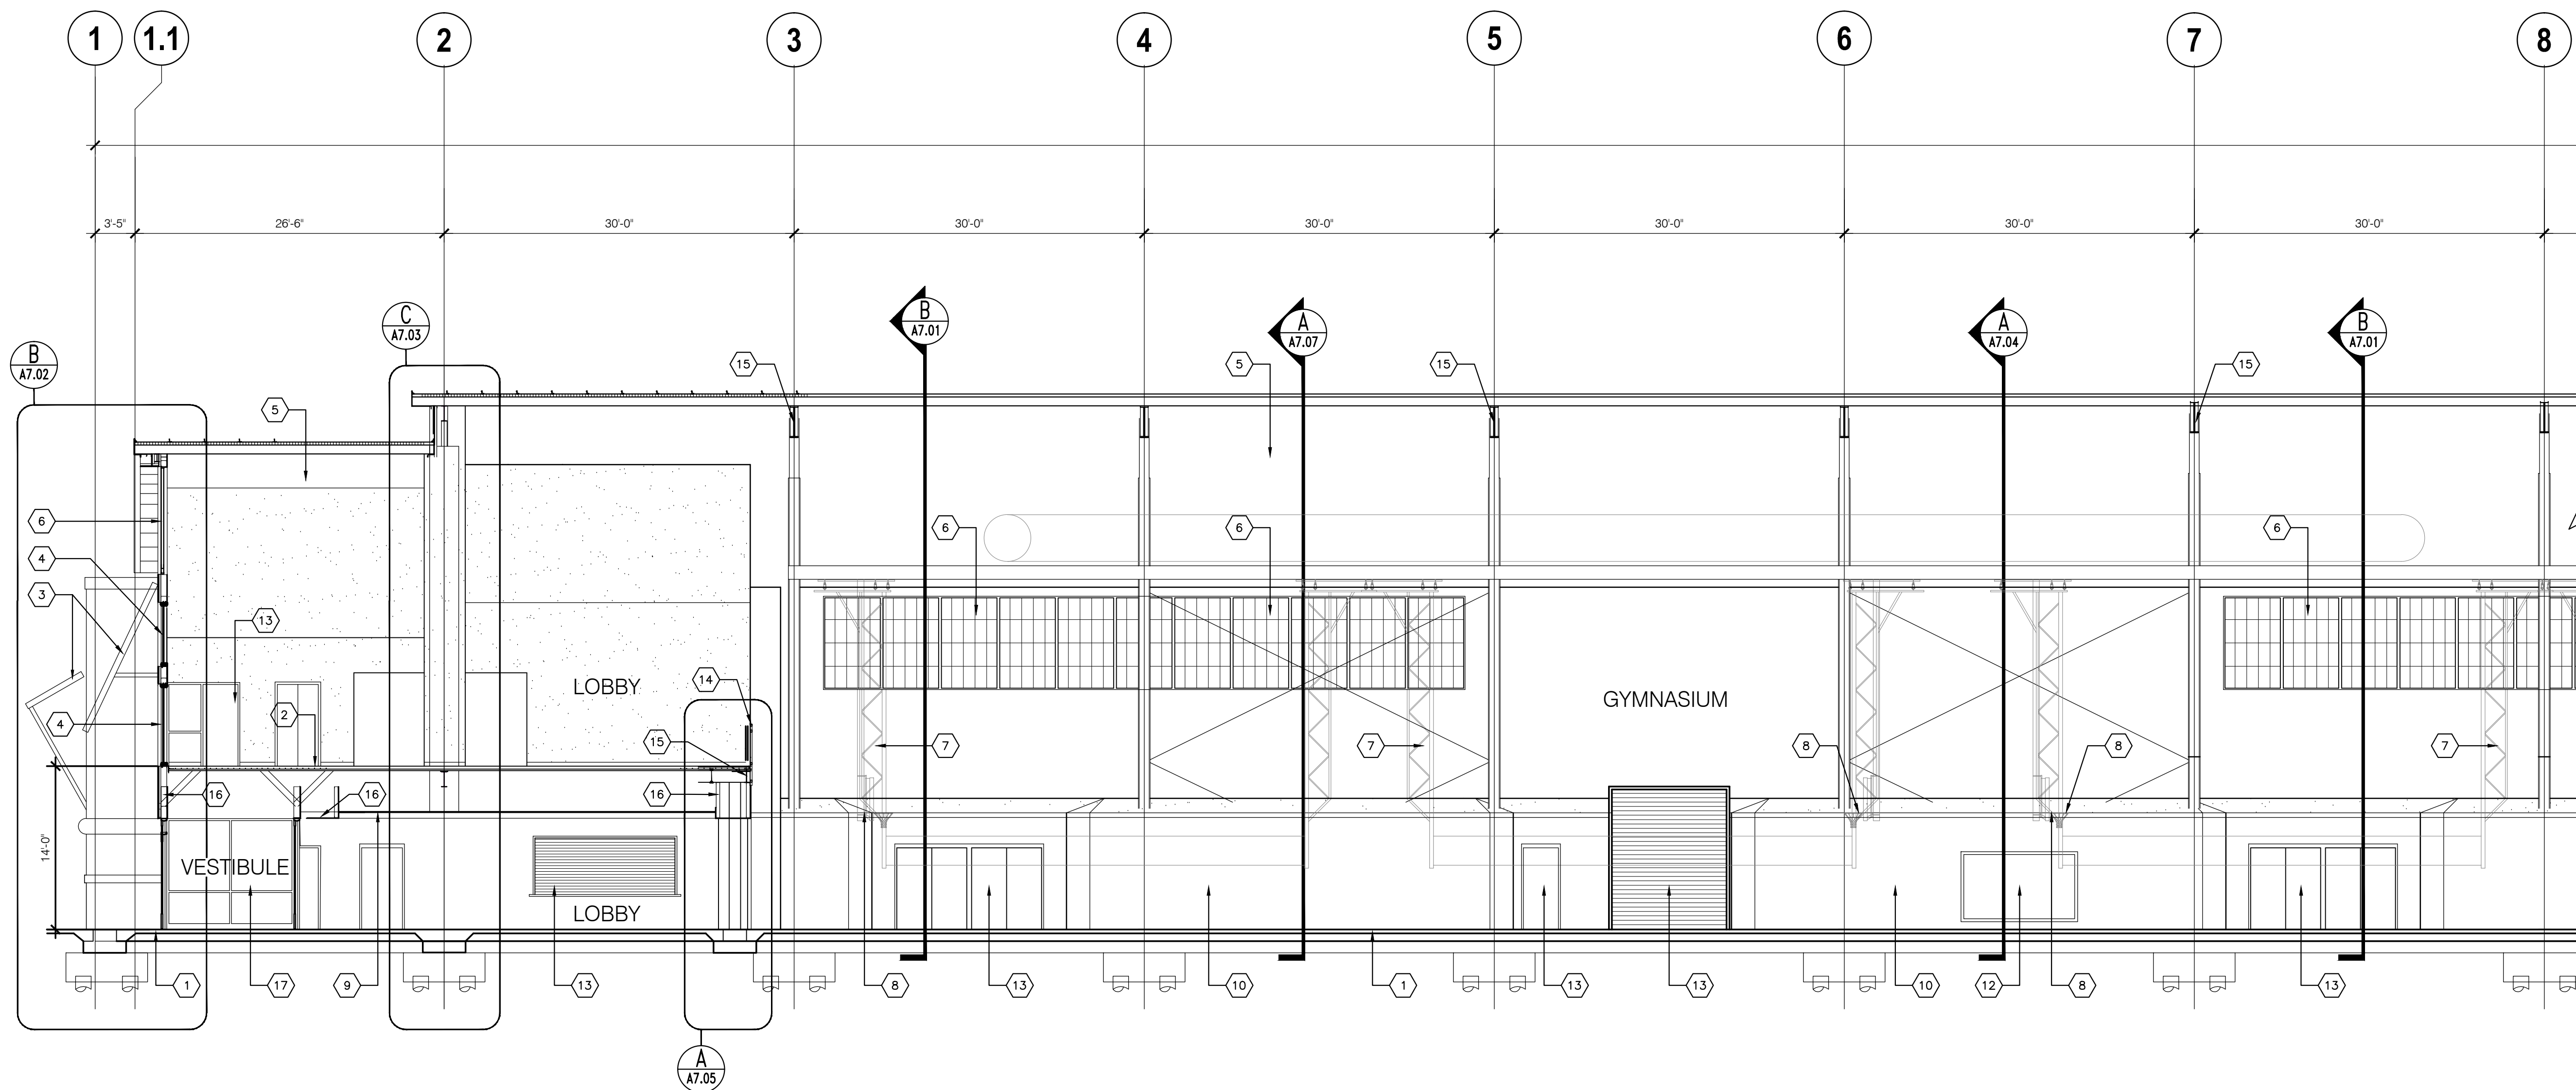 1 1.1 2 3 4 5 6 7 8
3'-5" 26'-6" 30'-0" 30'-0" 30'-0" 30'-0" 30'-0" 30'-0"
B A7.02
C A7.03
B A7.01
A A7.07
A A7.04
B A7.01
15 5 15 15
5
6 6 6 6
4
3
13
LOBBY
14
GYMNASIUM
2
4
15
7 7 8 8 7
16 16 16
14'-0"
VESTIBULE
LOBBY
1 17 9 13 8 13 10 1 13 13 10 12 8 13
A A7.05